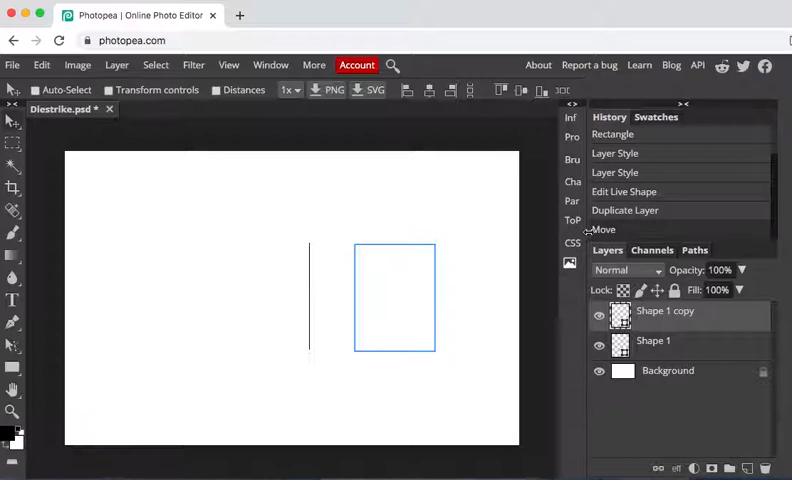 Photopea | Online Photo Editor
photopea.com
File Edit Image Layer Select Filter View Window More Account About Report a bug Learn Blog API
Auto-Select Transform controls Distances 1x PNG SVG
Diestrike.psd *
Inf
Pro
Bru
Cha
Par
ToP
CSS
History Swatches
Rectangle
Layer Style
Layer Style
Edit Live Shape
Duplicate Layer
Move
Layers Channels Paths
Normal Opacity: 100%
Lock: Fill: 100%
Shape 1 copy
Shape 1
Background
eff